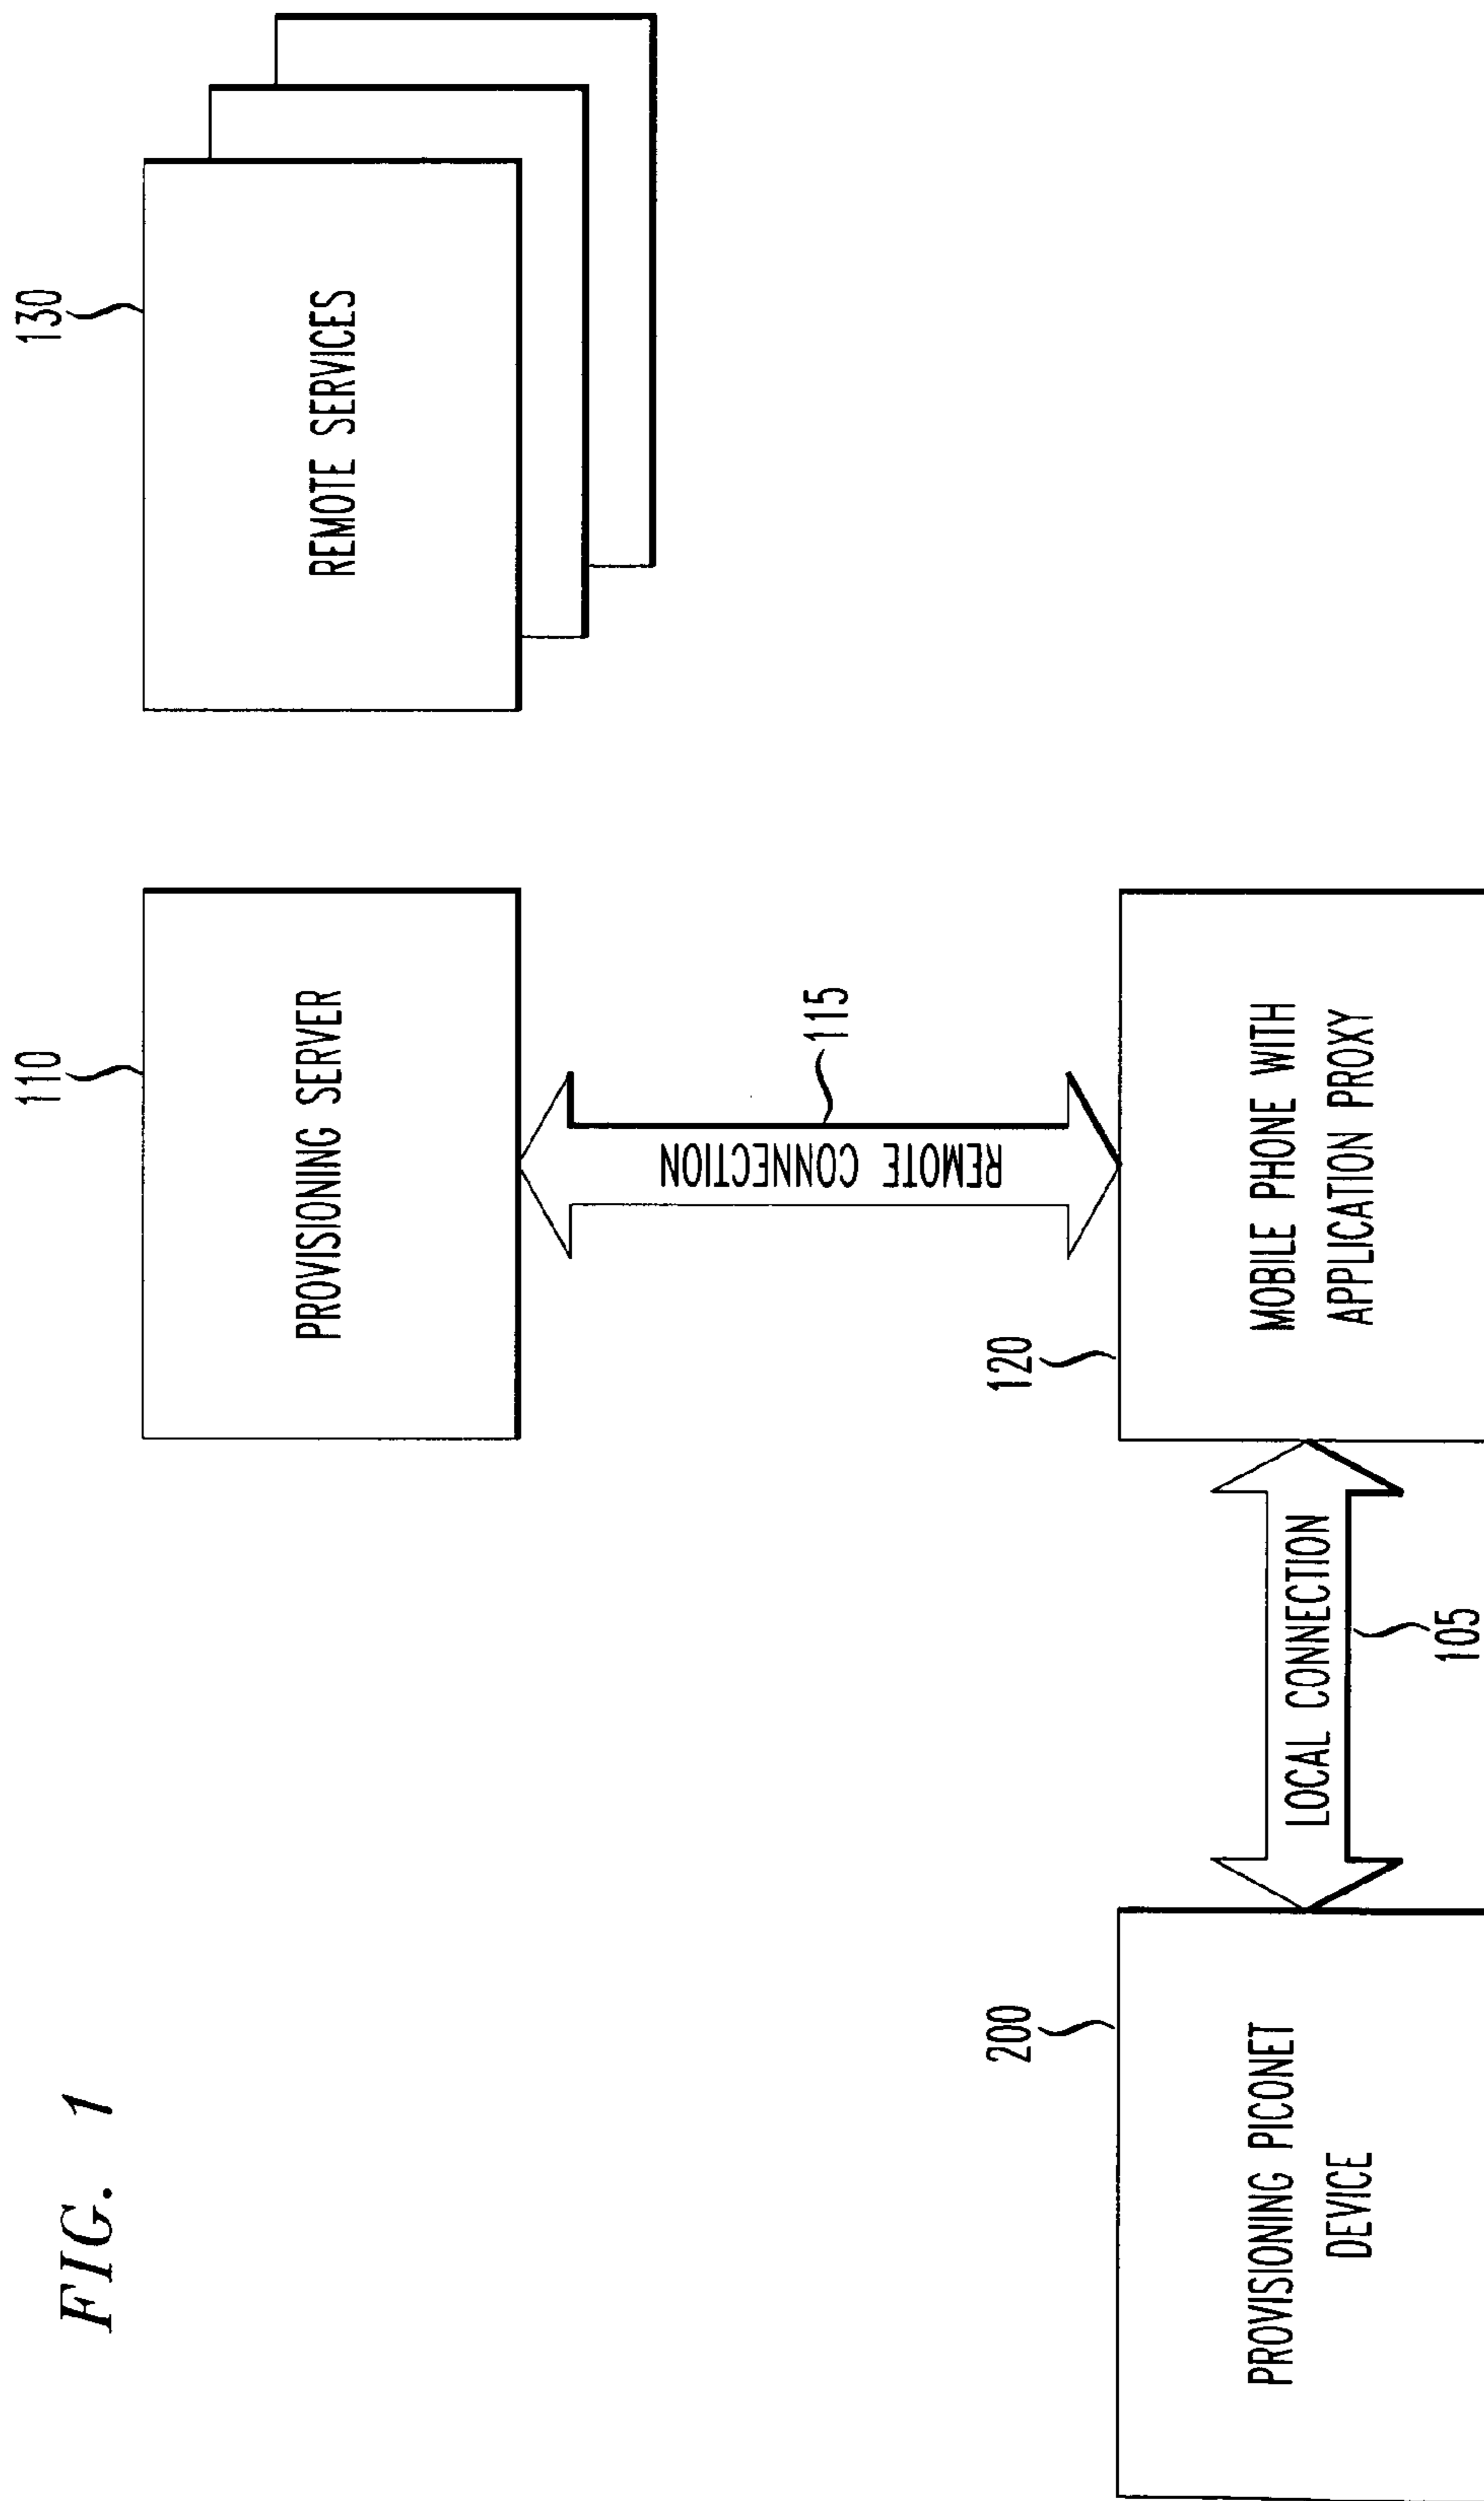 FIG. 1
110
PROVISIONING SERVER
130
REMOTE SERVICES
REMOTE CONNECTION
115
200
PROVISIONING PICONET
DEVICE
LOCAL CONNECTION
105
120
MOBILE PHONE WITH
APPLICATION PROXY